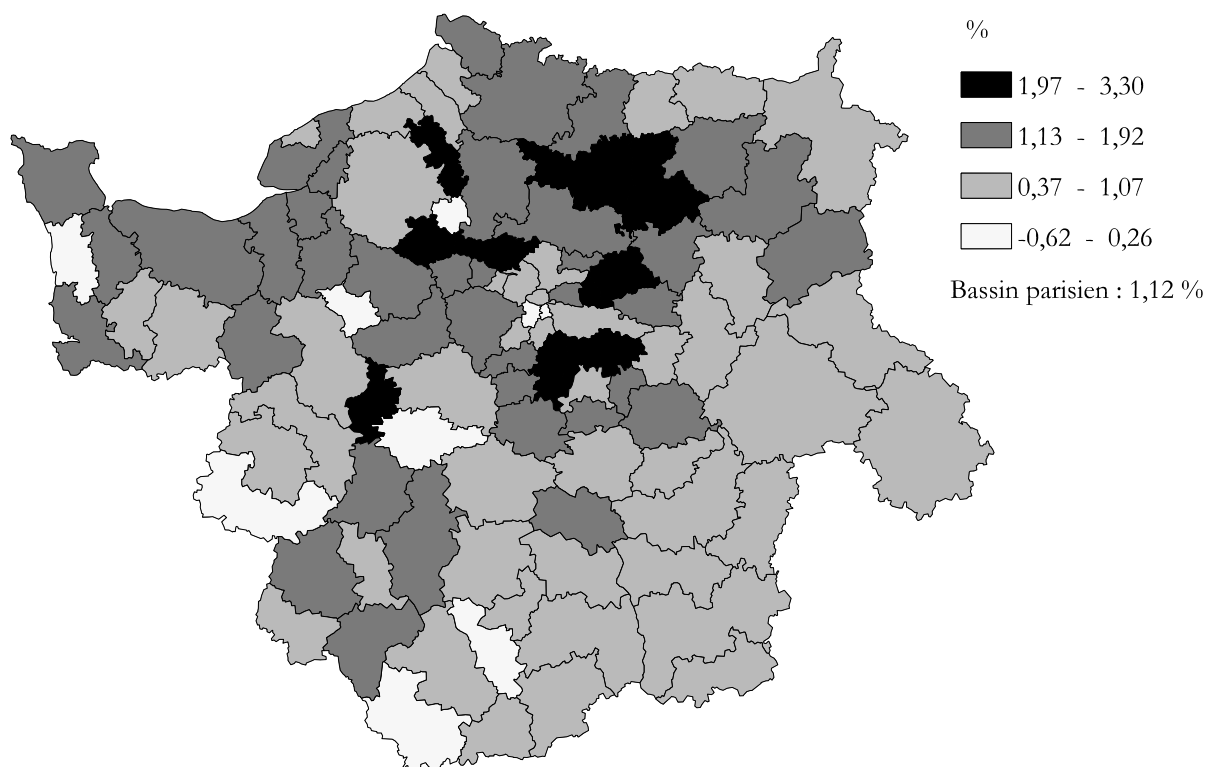 %
1,97 - 3,30
1,13 - 1,92
0,37 - 1,07
-0,62 - 0,26
Bassin parisien : 1,12 %